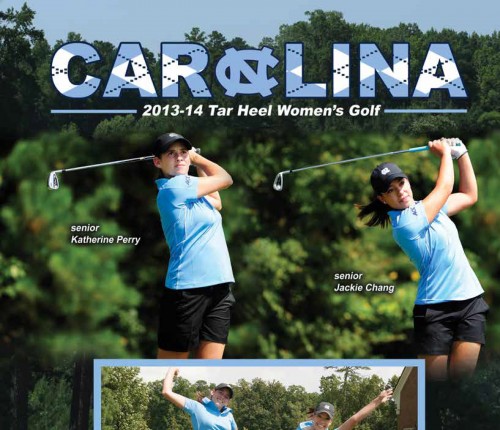 CAROLINA
2013-14 Tar Heel Women's Golf
senior
Katherine Perry
senior
Jackie Chang